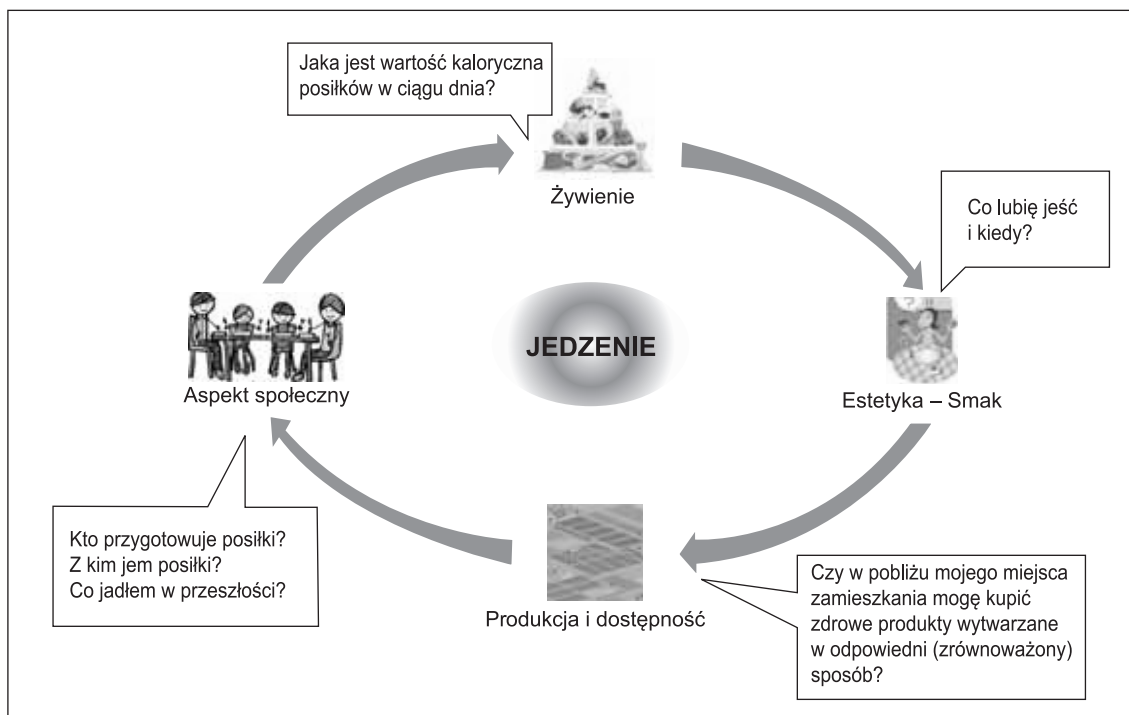 Jaka jest wartość kaloryczna
posiłków w ciągu dnia?
Żywienie
Co lubię jeść
i kiedy?
JEDZENIE
Aspekt społeczny
Estetyka – Smak
Kto przygotowuje posiłki?
Z kim jem posiłki?
Co jadłem w przeszłości?
Produkcja i dostępność
Czy w pobliżu mojego miejsca
zamieszkania mogę kupić
zdrowe produkty wytwarzane
w odpowiedni (zrównoważony)
sposób?